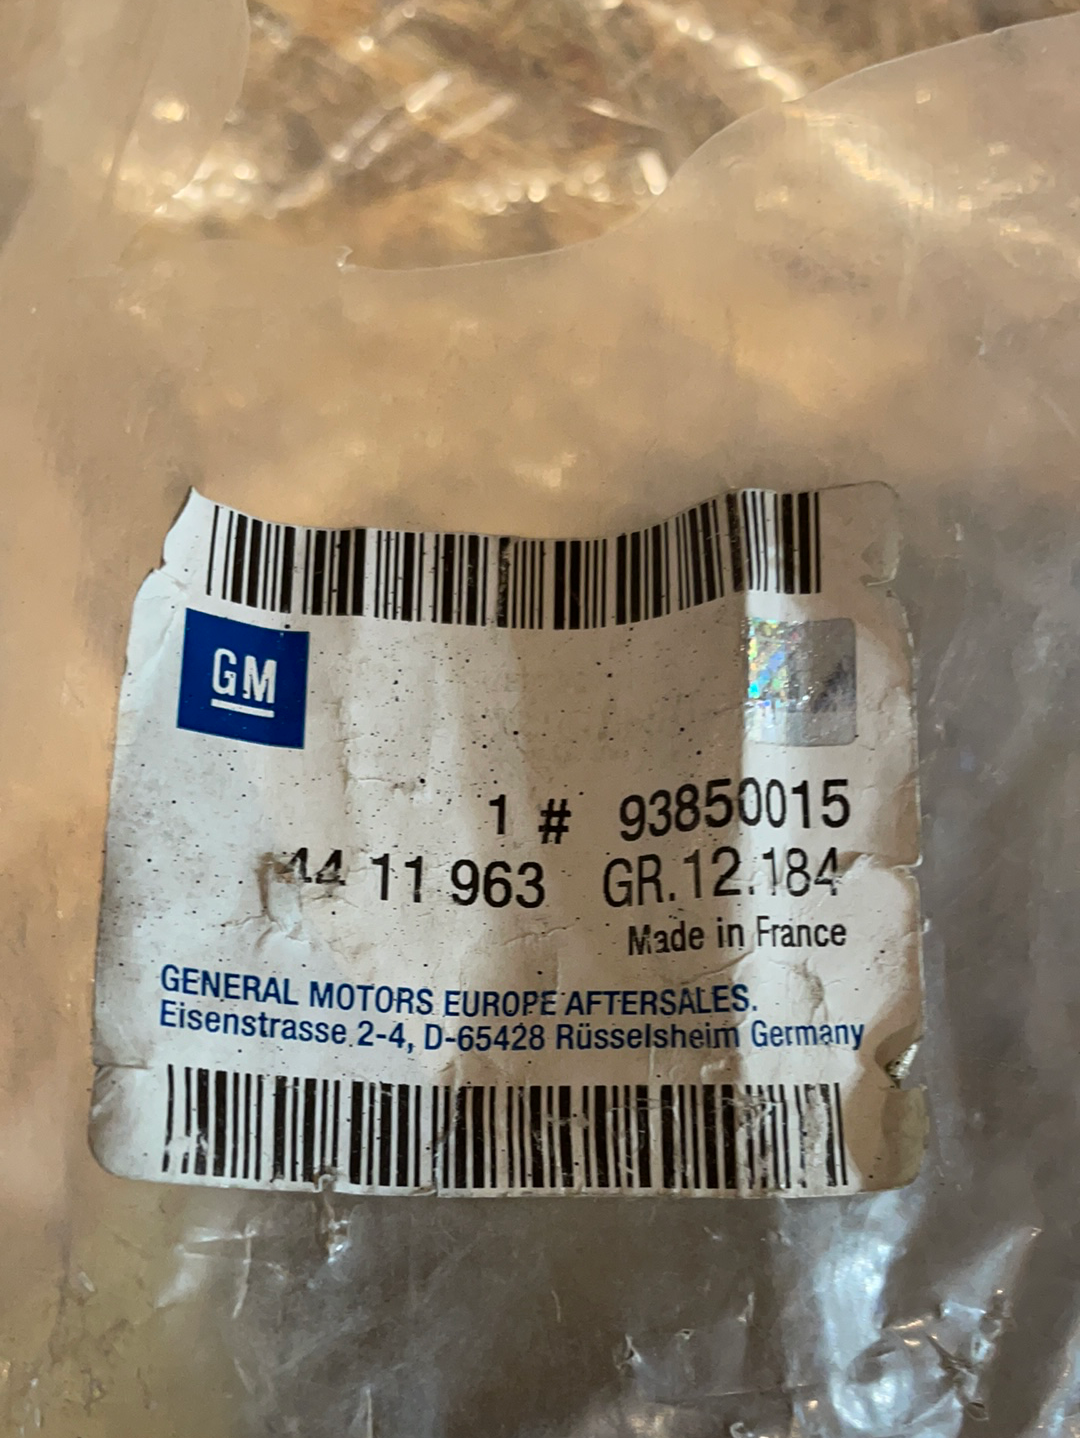 GM
1 # 93850015
44 11 963 GR.12.184
Made in France
GENERAL MOTORS EUROPE AFTERSALES.
Eisenstrasse 2-4, D-65428 Rüsselsheim Germany